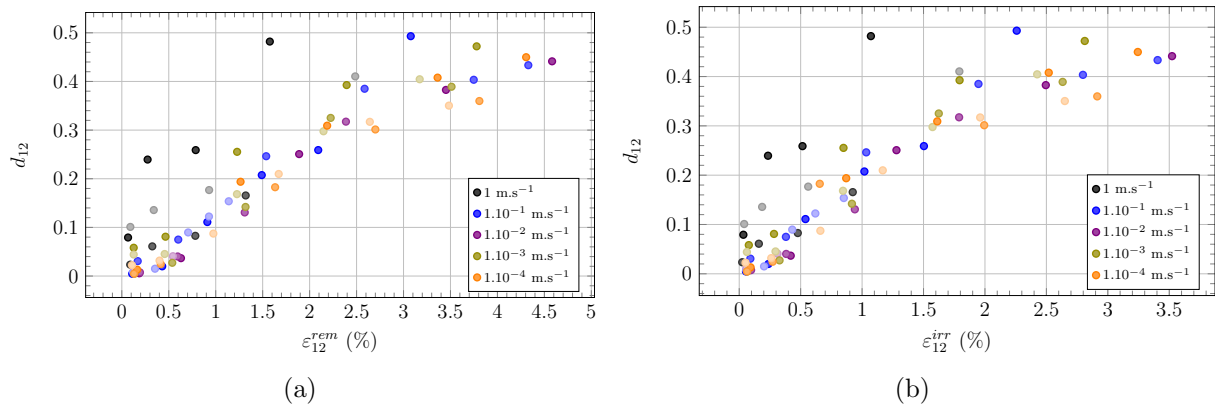 0.5
0.4
0.3
0.2
0.1
0
d12
0 0.5 1 1.5 2 2.5 3 3.5 4 4.5 5
ε12^rem (%)
1 m.s⁻¹
1.10⁻¹ m.s⁻¹
1.10⁻² m.s⁻¹
1.10⁻³ m.s⁻¹
1.10⁻⁴ m.s⁻¹
(a)
0.5
0.4
0.3
0.2
0.1
0
d12
0 0.5 1 1.5 2 2.5 3 3.5
ε12^irr (%)
1 m.s⁻¹
1.10⁻¹ m.s⁻¹
1.10⁻² m.s⁻¹
1.10⁻³ m.s⁻¹
1.10⁻⁴ m.s⁻¹
(b)